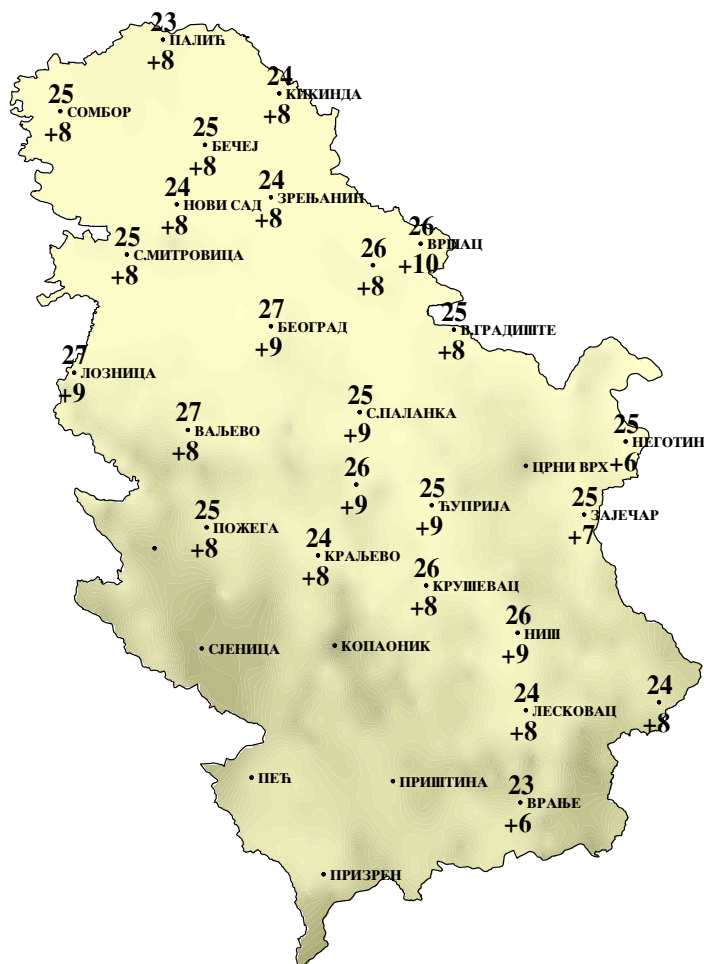 23
ПАЛИЋ
+8
24
КИКИНДА
+8
25
СОМБОР
+8
25
БЕЧЕЈ
+8
24
НОВИ САД
+8
24
ЗРЕЊАНИН
+8
26
ВРШАЦ
+10
25
С.МИТРОВИЦА
+8
26
+8
27
БЕОГРАД
+9
25
В.ГРАДИШТЕ
+8
27
ЛОЗНИЦА
+9
25
С.ПАЛАНКА
+9
27
ВАЉЕВО
+8
25
НЕГОТИН
+6
ЦРНИ ВРХ
26
+9
25
ЋУПРИЈА
+9
25
ЗАЈЕЧАР
+7
25
ПОЖЕГА
+8
24
КРАЉЕВО
+8
26
КРУШЕВАЦ
+8
26
НИШ
+9
СЈЕНИЦА
КОПАОНИК
24
ЛЕСКОВАЦ
+8
24
+8
ПЕЋ
ПРИШТИНА
23
ВРАЊЕ
+6
ПРИЗРЕН